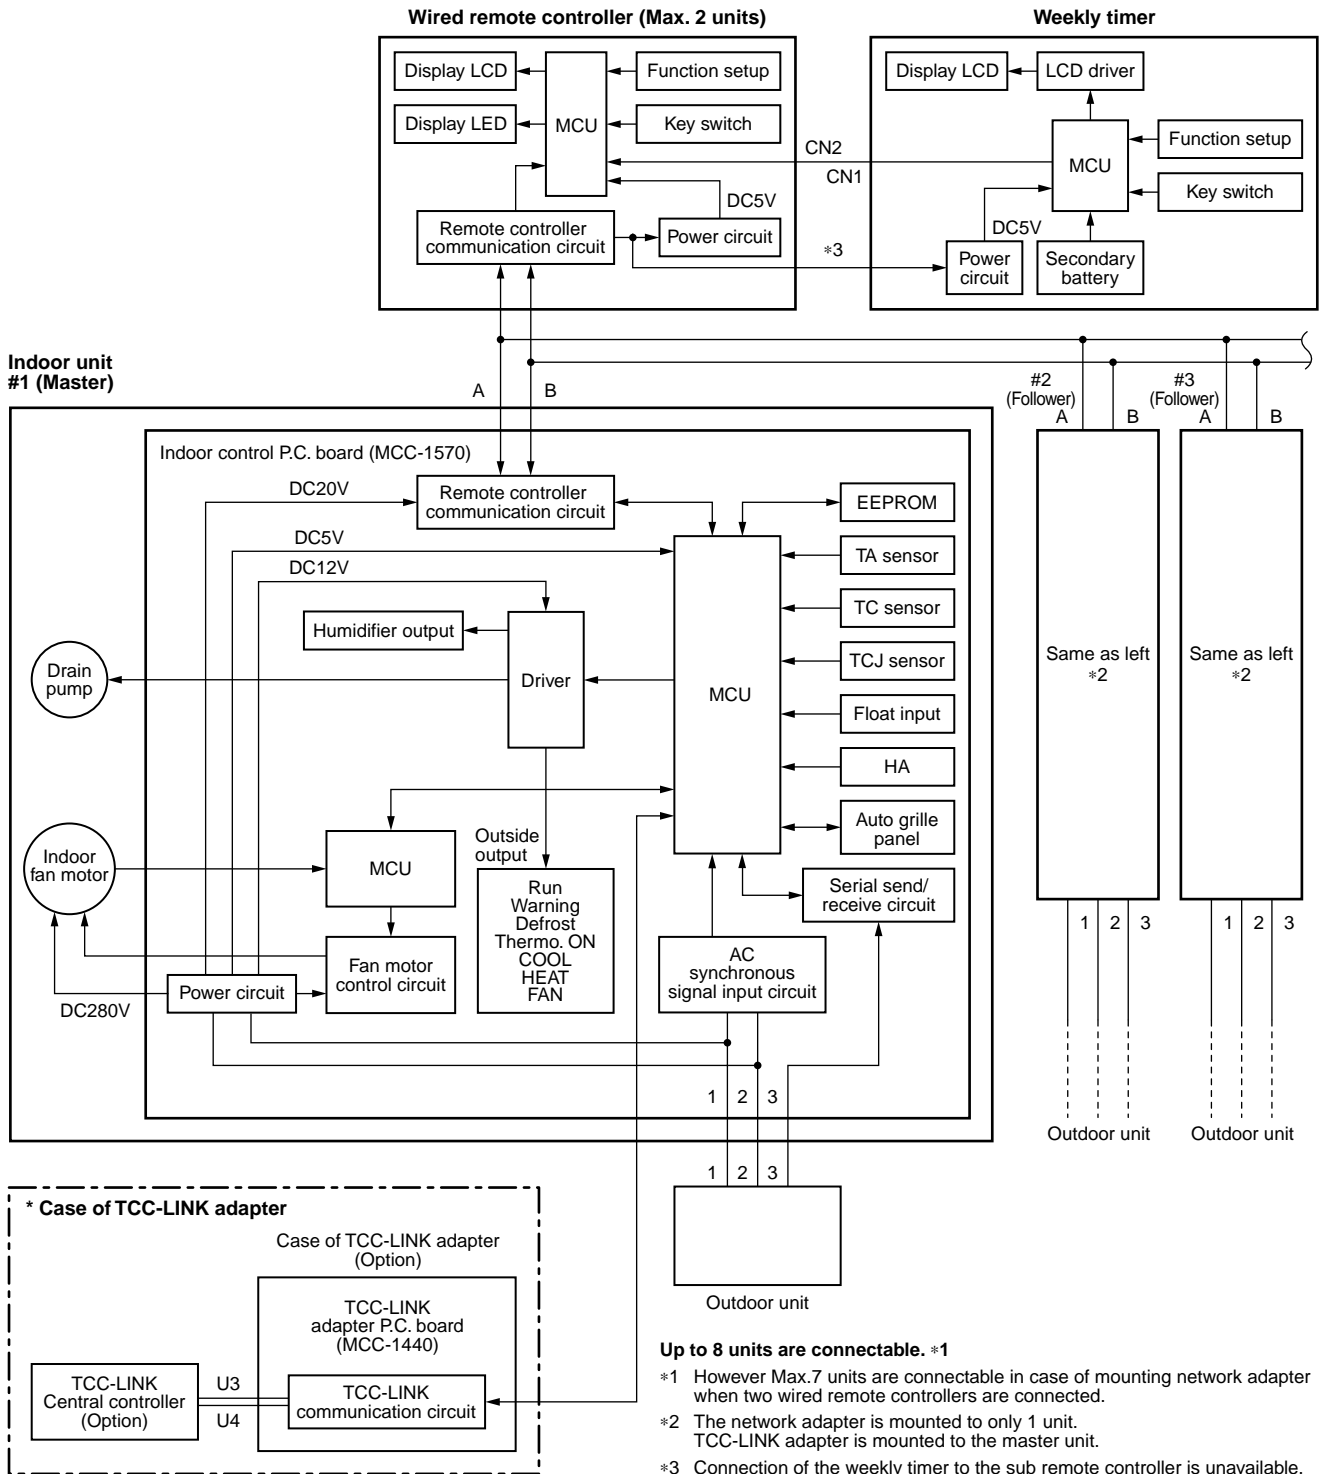 Wired remote controller (Max. 2 units)
Weekly timer
Display LCD
Function setup
Display LED
MCU
Key switch
DC5V
Remote controller
communication circuit
Power circuit
CN2
CN1
∗3
Display LCD
LCD driver
MCU
Function setup
Key switch
DC5V
Power
circuit
Secondary
battery
Indoor unit
#1 (Master)
A
B
#2
(Follower)
A
B
#3
(Follower)
A
B
Indoor control P.C. board (MCC-1570)
DC20V
Remote controller
communication circuit
DC5V
DC12V
EEPROM
TA sensor
TC sensor
TCJ sensor
Float input
HA
Auto grille
panel
Serial send/
receive circuit
Humidifier output
Driver
MCU
Drain
pump
Indoor
fan motor
MCU
Outside
output
Run
Warning
Defrost
Thermo. ON
COOL
HEAT
FAN
AC
synchronous
signal input circuit
Fan motor
control circuit
Power circuit
DC280V
1 2 3
1 2 3
Outdoor unit
Same as left
∗2
Same as left
∗2
1 2 3
1 2 3
Outdoor unit
Outdoor unit
* Case of TCC-LINK adapter
Case of TCC-LINK adapter
(Option)
TCC-LINK
adapter P.C. board
(MCC-1440)
TCC-LINK
Central controller
(Option)
U3
U4
TCC-LINK
communication circuit
Up to 8 units are connectable. ∗1
∗1 However Max.7 units are connectable in case of mounting network adapter
when two wired remote controllers are connected.
∗2 The network adapter is mounted to only 1 unit.
TCC-LINK adapter is mounted to the master unit.
∗3 Connection of the weekly timer to the sub remote controller is unavailable.